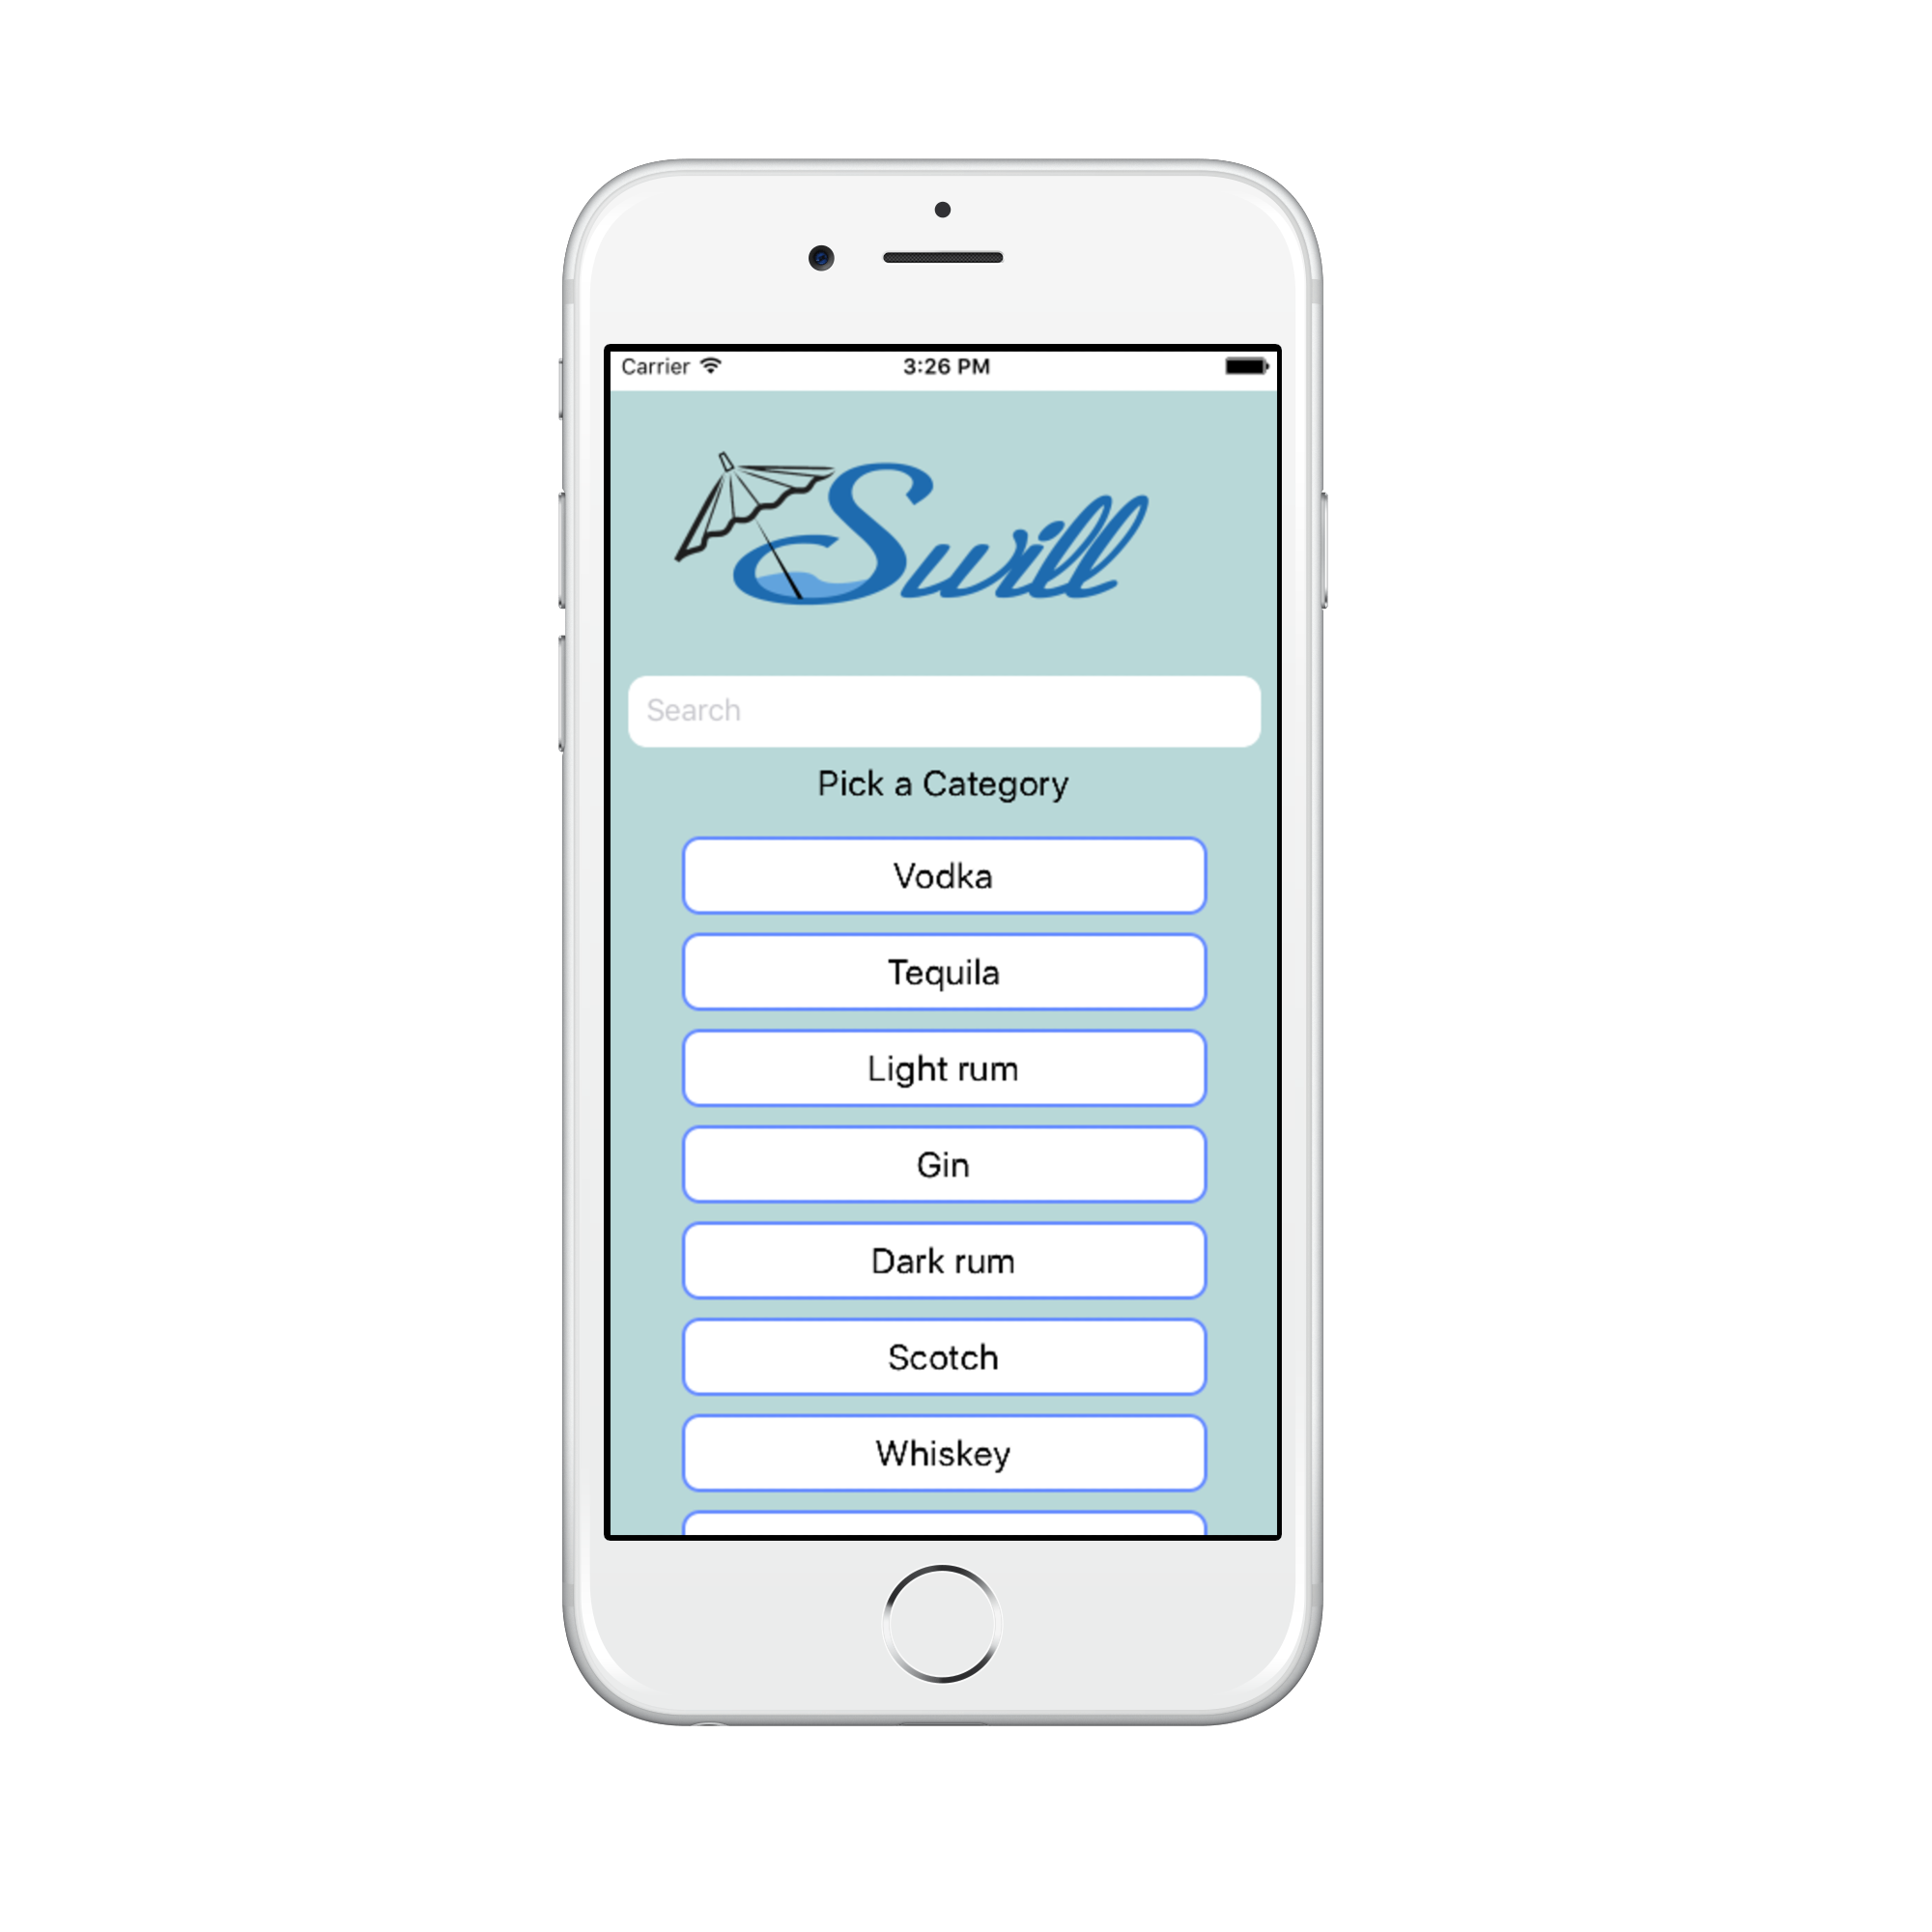 Carrier 3:26 PM
Swill
Search
Pick a Category
Vodka
Tequila
Light rum
Gin
Dark rum
Scotch
Whiskey